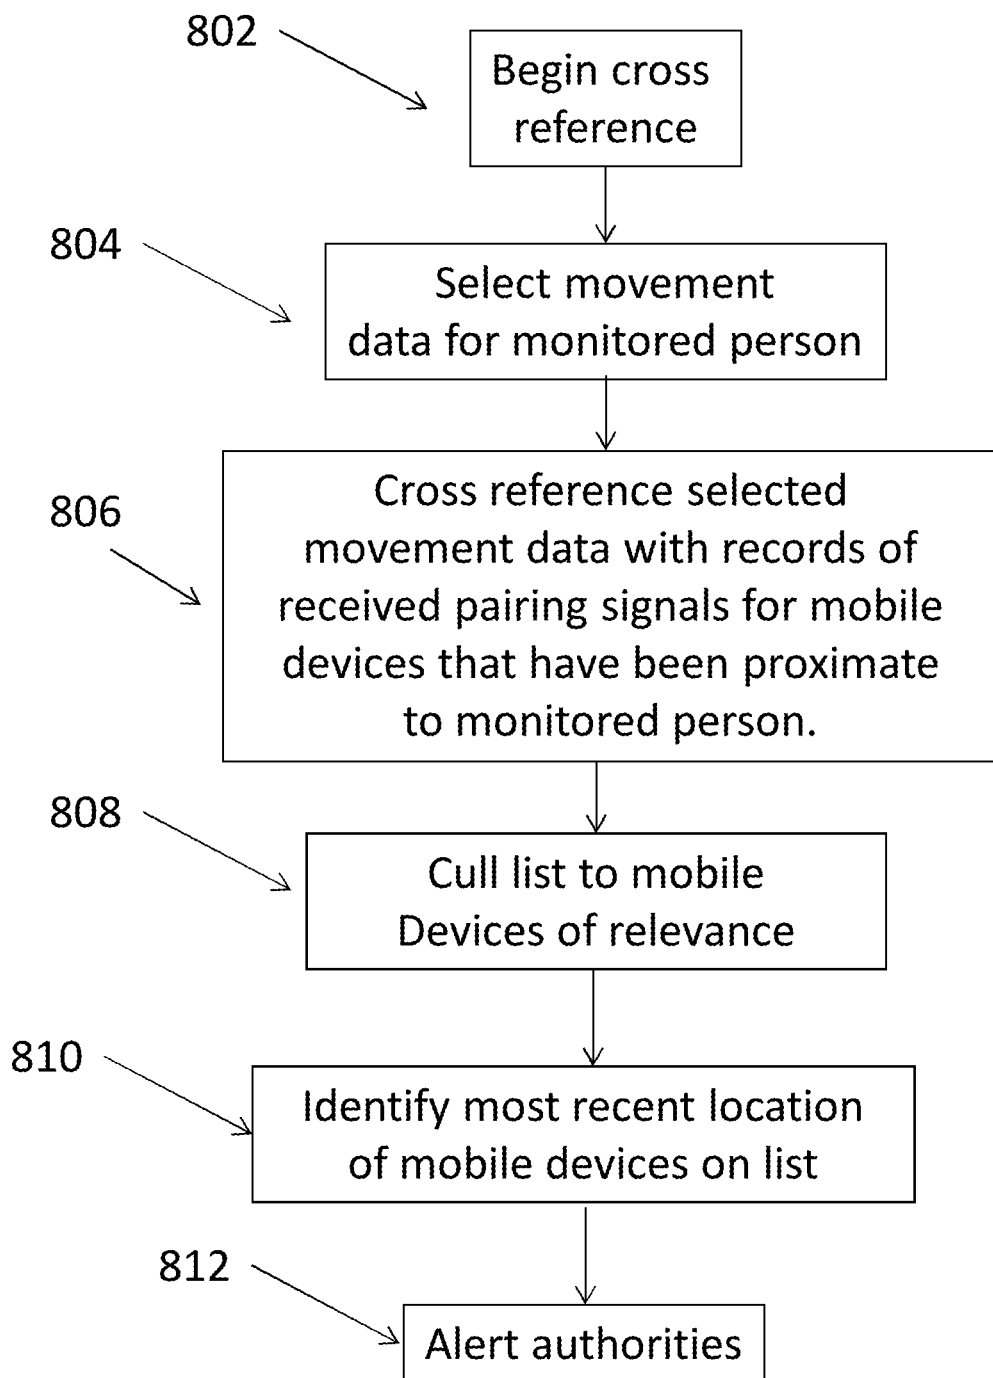 802
Begin cross
reference
804
Select movement
data for monitored person
806
Cross reference selected
movement data with records of
received pairing signals for mobile
devices that have been proximate
to monitored person.
808
Cull list to mobile
Devices of relevance
810
Identify most recent location
of mobile devices on list
812
Alert authorities